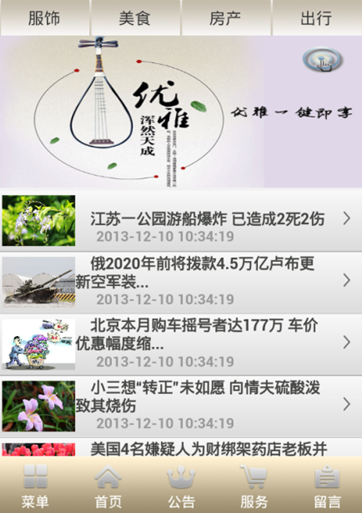 服饰 美食 房产 出行
优雅
浑然天成
优雅一键即享
江苏一公园游船爆炸 已造成2死2伤
2013-12-10 10:34:19
俄2020年前将拨款4.5万亿卢布更
新空军装...
2013-12-10 10:34:19
北京本月购车摇号者达177万 车价
优惠幅度缩...
2013-12-10 10:34:19
小三想“转正”未如愿 向情夫硫酸泼
致其烧伤
2013-12-10 10:34:19
美国4名嫌疑人为财绑架药店老板并
菜单 首页 公告 服务 留言